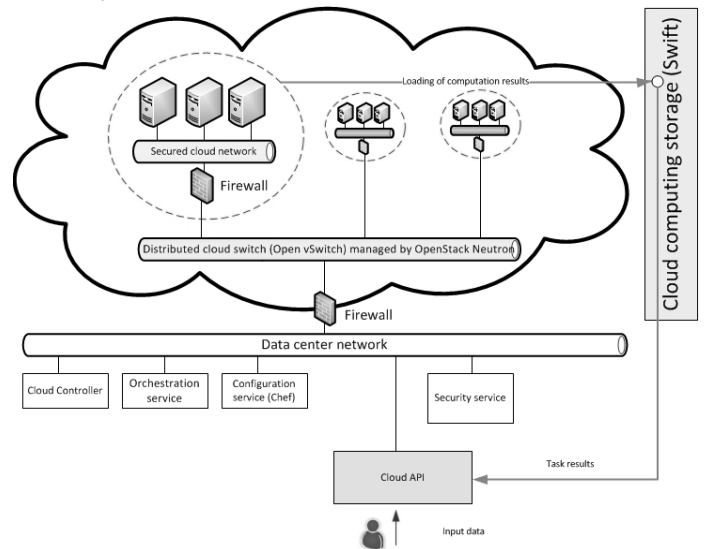 Loading of computation results
Cloud computing storage (Swift)
Secured cloud network
Firewall
Distributed cloud switch (Open vSwitch) managed by OpenStack Neutron
Firewall
Data center network
Cloud Controller
Orchestration
service
Configuration
service (Chef)
Security service
Task results
Cloud API
Input data